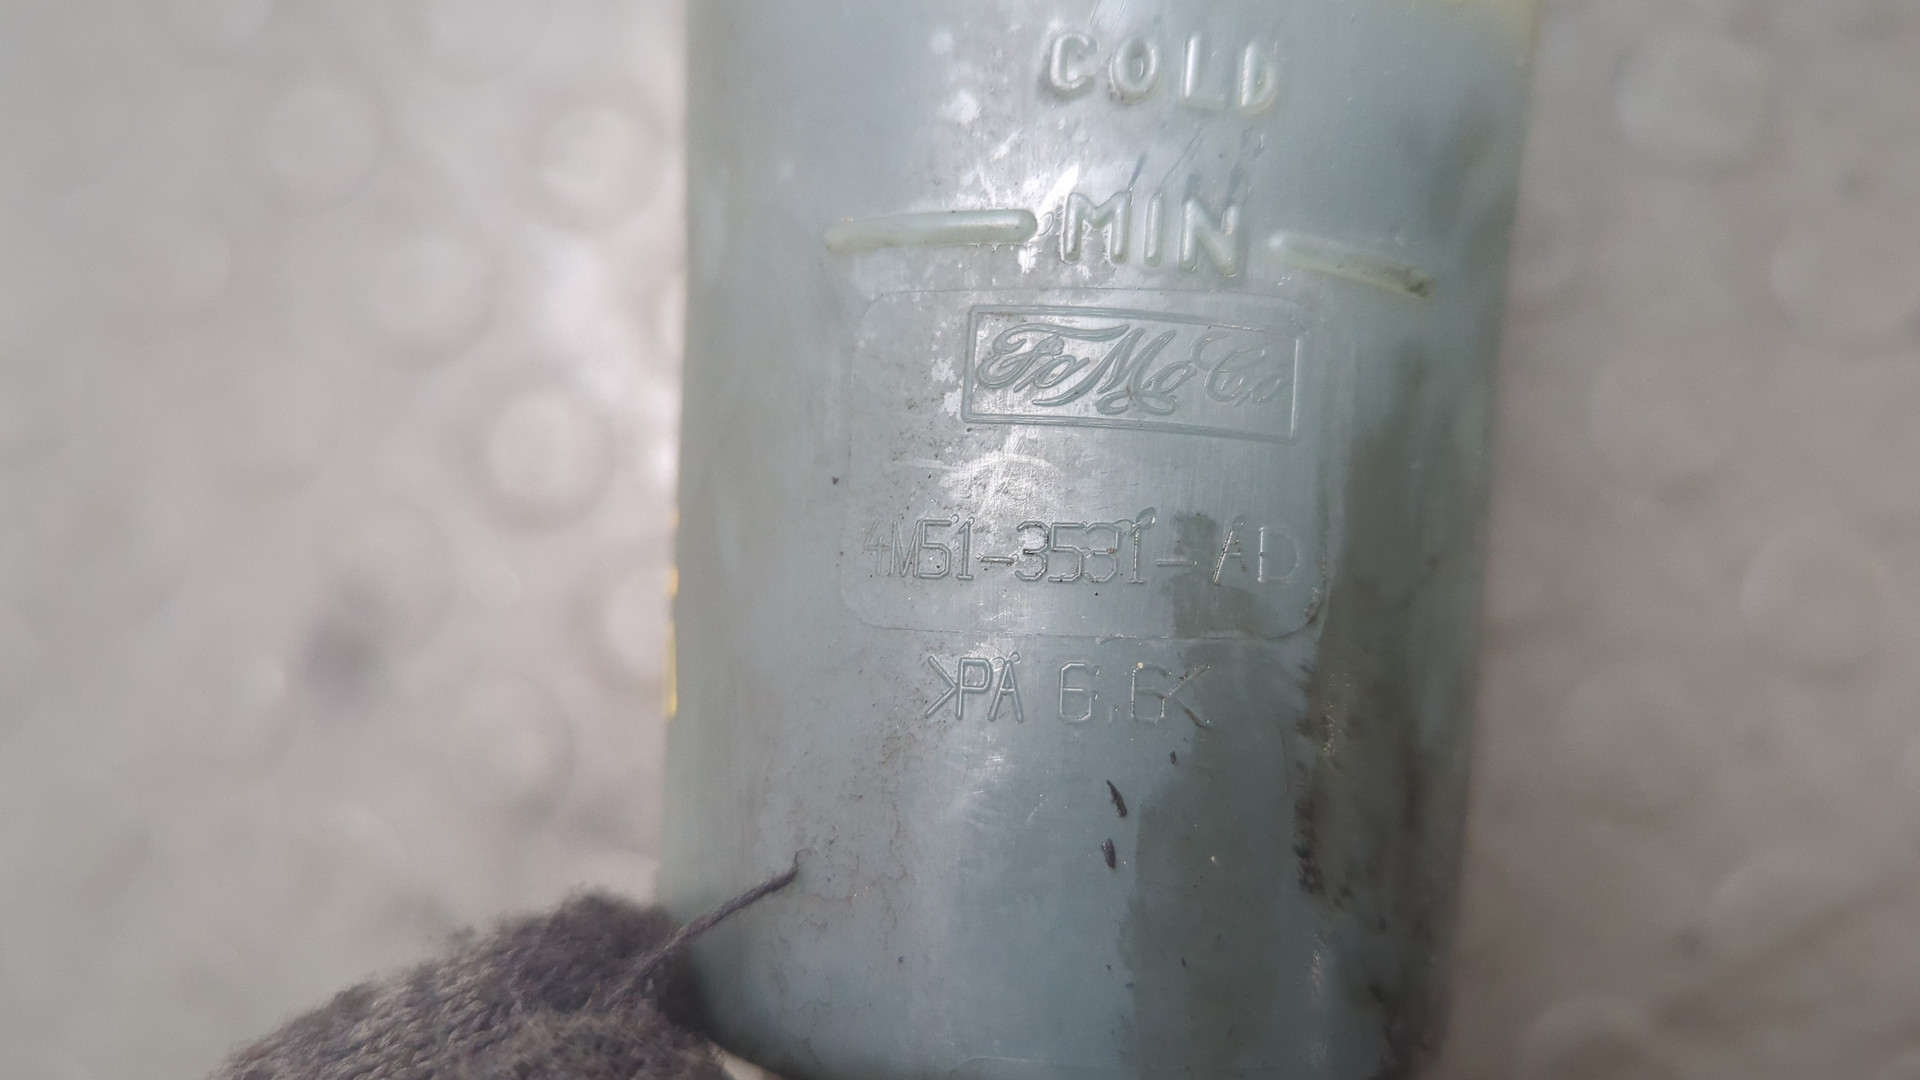 COLD
MIN
FoMoCo
4M51-3531-AD
>PA 6.6<